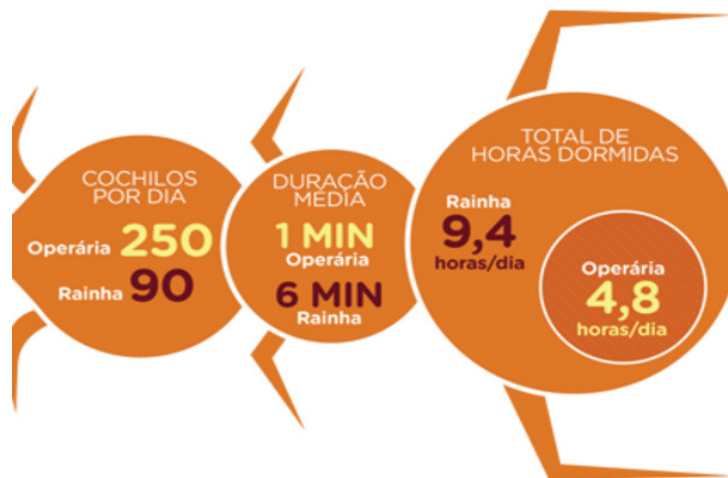 COCHILOS
POR DIA
Operária 250
Rainha 90
DURAÇÃO
MÉDIA
1 MIN
Operária
6 MIN
Rainha
TOTAL DE
HORAS DORMIDAS
Rainha
9,4
horas/dia
Operária
4,8
horas/dia